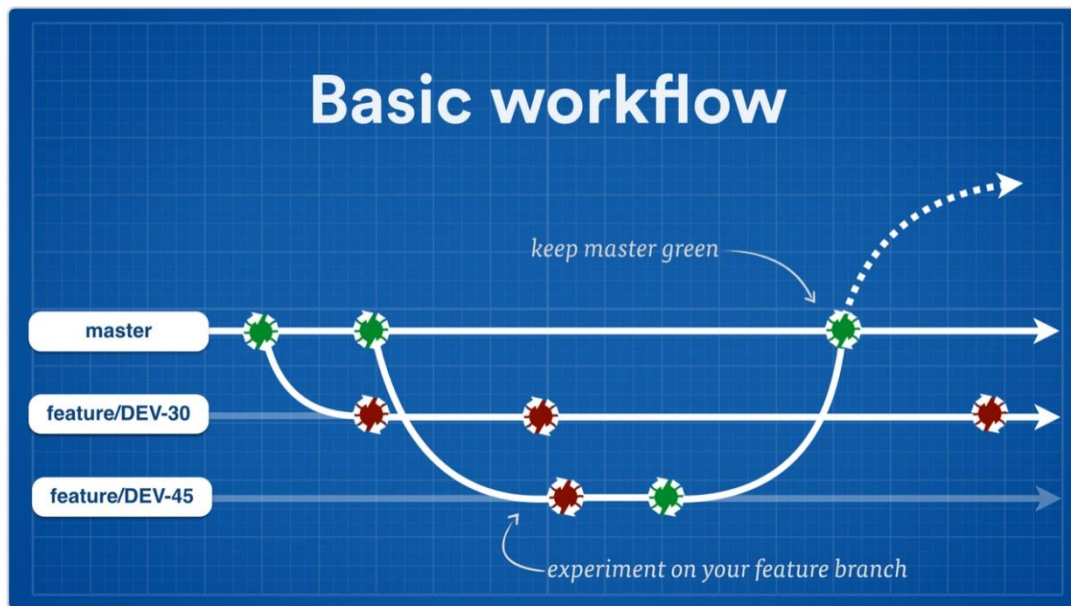 Basic workflow
keep master green
master
feature/DEV-30
feature/DEV-45
experiment on your feature branch